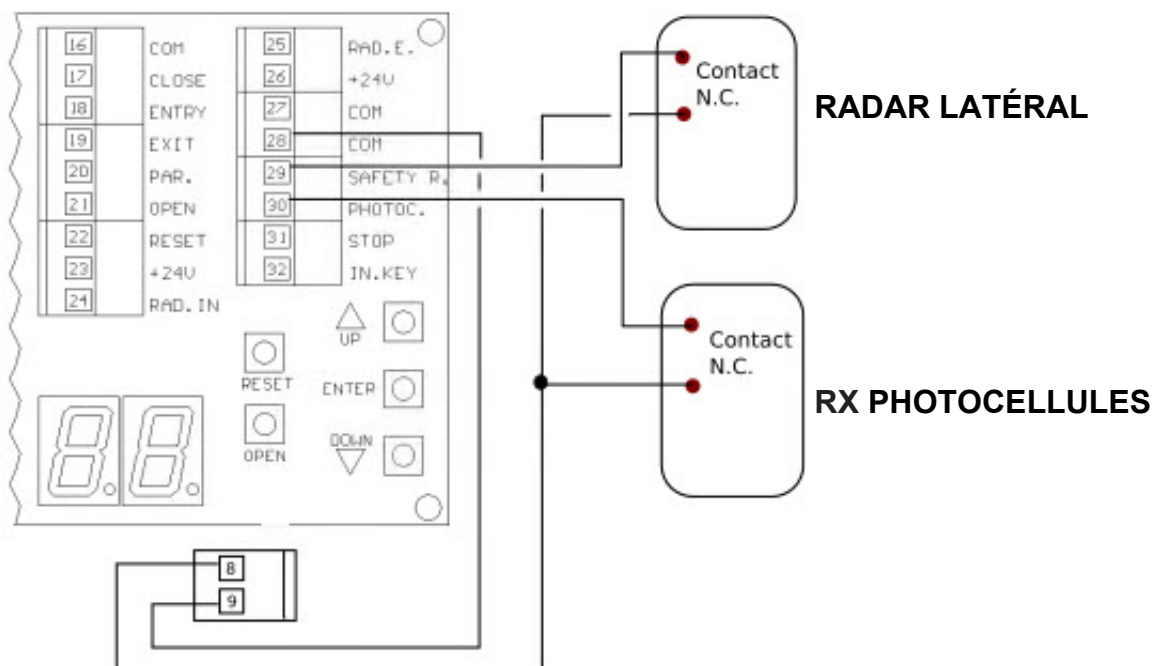 16 COM
17 CLOSE
18 ENTRY
19 EXIT
20 PAR.
21 OPEN
22 RESET
23 +24V
24 RAD.IN
25 RAD.E.
26 +24V
27 COM
28 COM
29 SAFETY R.
30 PHOTOC.
31 STOP
32 IN.KEY
UP
RESET
ENTER
OPEN
DOWN
8.8.
8
9
Contact
N.C.
RADAR LATÉRAL
Contact
N.C.
RX PHOTOCELLULES